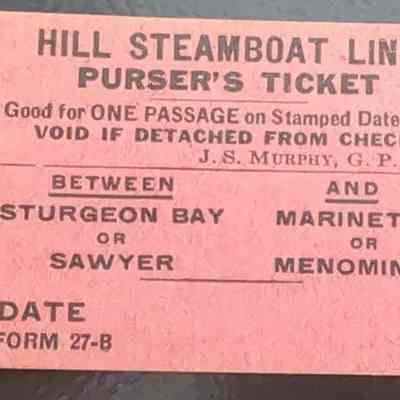 HILL STEAMBOAT LIN
PURSER'S TICKET
Good for ONE PASSAGE on Stamped Date
VOID IF DETACHED FROM CHEC
J. S. MURPHY, G. P.
BETWEEN AND
STURGEON BAY MARINET
OR OR
SAWYER MENOMIN
DATE
FORM 27-B